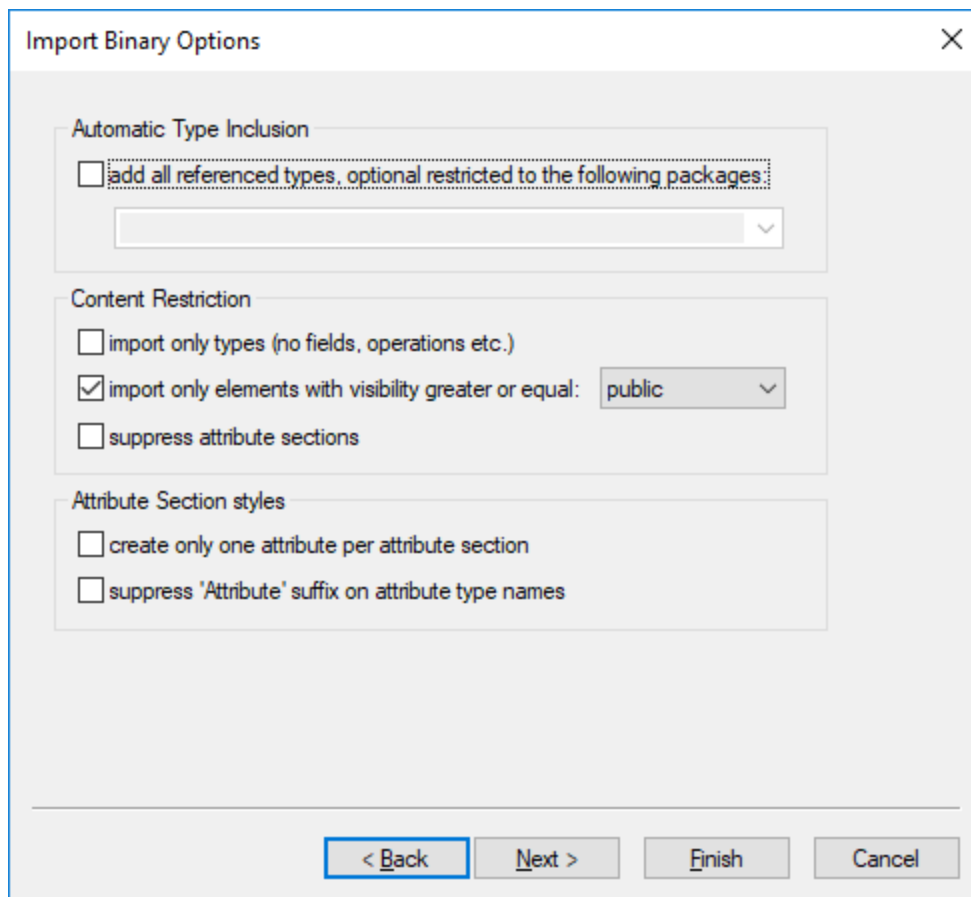 Import Binary Options
Automatic Type Inclusion
add all referenced types, optional restricted to the following packages:
Content Restriction
import only types (no fields, operations etc.)
import only elements with visibility greater or equal: public
suppress attribute sections
Attribute Section styles
create only one attribute per attribute section
suppress 'Attribute' suffix on attribute type names
< Back Next > Finish Cancel